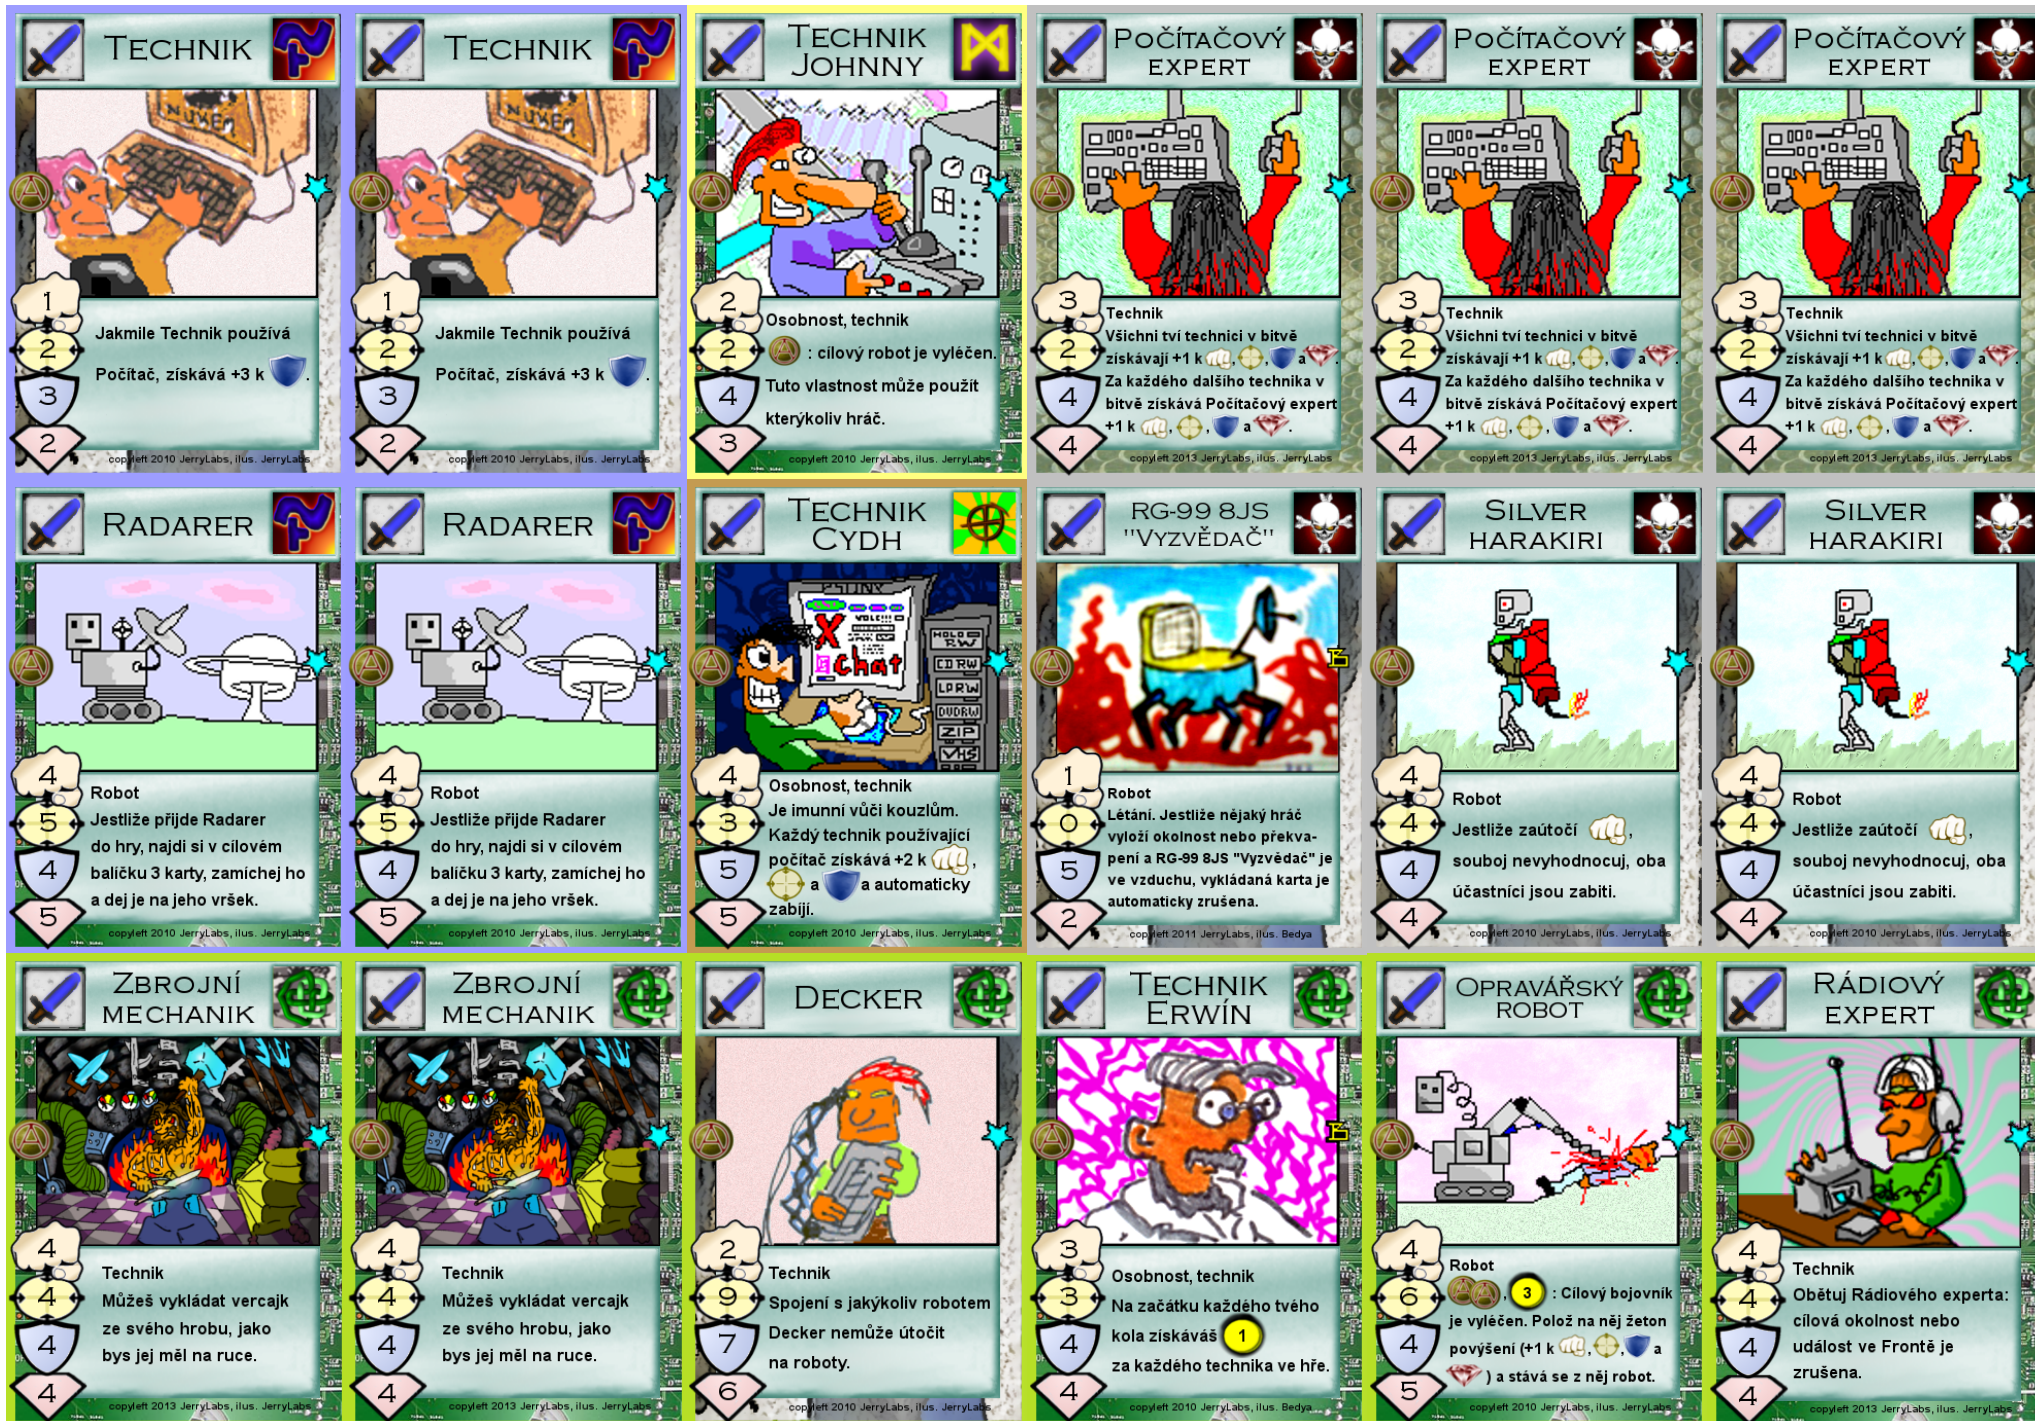 TECHNIK
NUKEM
1
2
3
2
Jakmile Technik používá
Počítač, získává +3 k .
copyleft 2010 JerryLabs, ilus. JerryLabs
TECHNIK
NUKEM
1
2
3
2
Jakmile Technik používá
Počítač, získává +3 k .
copyleft 2010 JerryLabs, ilus. JerryLabs
TECHNIK
JOHNNY
2
2
4
3
Osobnost, technik
: cílový robot je vyléčen.
Tuto vlastnost může použít
kterýkoliv hráč.
copyleft 2010 JerryLabs, ilus. JerryLabs
POČÍTAČOVÝ
EXPERT
3
2
4
4
Technik
Všichni tví technici v bitvě
získávají +1 k , , a .
Za každého dalšího technika v
bitvě získává Počítačový expert
+1 k , , a .
copyleft 2013 JerryLabs, ilus. JerryLabs
POČÍTAČOVÝ
EXPERT
3
2
4
4
Technik
Všichni tví technici v bitvě
získávají +1 k , , a .
Za každého dalšího technika v
bitvě získává Počítačový expert
+1 k , , a .
copyleft 2013 JerryLabs, ilus. JerryLabs
POČÍTAČOVÝ
EXPERT
3
2
4
4
Technik
Všichni tví technici v bitvě
získávají +1 k , , a .
Za každého dalšího technika v
bitvě získává Počítačový expert
+1 k , , a .
copyleft 2013 JerryLabs, ilus. JerryLabs
RADARER
4
5
4
5
Robot
Jestliže přijde Radarer
do hry, najdi si v cílovém
balíčku 3 karty, zamíchej ho
a dej je na jeho vršek.
copyleft 2010 JerryLabs, ilus. JerryLabs
RADARER
4
5
4
5
Robot
Jestliže přijde Radarer
do hry, najdi si v cílovém
balíčku 3 karty, zamíchej ho
a dej je na jeho vršek.
copyleft 2010 JerryLabs, ilus. JerryLabs
TECHNIK
CYDH
X
Chat
HOLO
RW
CD RW
LPRW
DVDRW
ZIP
VHS
4
3
5
5
Osobnost, technik
Je imunní vůči kouzlům.
Každý technik používající
počítač získává +2 k ,
a a automaticky
zabíjí.
copyleft 2010 JerryLabs, ilus. JerryLabs
RG-99 8JS
"VYZVĚDAČ"
1
0
5
2
Robot
Létání. Jestliže nějaký hráč
vyloží okolnost nebo překva-
pení a RG-99 8JS "Vyzvědač" je
ve vzduchu, vykládaná karta je
automaticky zrušena.
copyleft 2011 JerryLabs, ilus. Bedya
SILVER
HARAKIRI
4
4
4
4
Robot
Jestliže zaútočí ,
souboj nevyhodnocuj, oba
účastníci jsou zabiti.
copyleft 2010 JerryLabs, ilus. JerryLabs
SILVER
HARAKIRI
4
4
4
4
Robot
Jestliže zaútočí ,
souboj nevyhodnocuj, oba
účastníci jsou zabiti.
copyleft 2010 JerryLabs, ilus. JerryLabs
ZBROJNÍ
MECHANIK
4
4
4
4
Technik
Můžeš vykládat vercajk
ze svého hrobu, jako
bys jej měl na ruce.
copyleft 2013 JerryLabs, ilus. JerryLabs
ZBROJNÍ
MECHANIK
4
4
4
4
Technik
Můžeš vykládat vercajk
ze svého hrobu, jako
bys jej měl na ruce.
copyleft 2013 JerryLabs, ilus. JerryLabs
DECKER
2
9
7
6
Technik
Spojení s jakýkoliv robotem
Decker nemůže útočit
na roboty.
copyleft 2010 JerryLabs, ilus. JerryLabs
TECHNIK
ERWÍN
3
3
4
4
Osobnost, technik
Na začátku každého tvého
kola získáváš 1
za každého technika ve hře.
copyleft 2010 JerryLabs, ilus. Bedya
OPRAVÁŘSKÝ
ROBOT
4
6
4
5
Robot
, 3 : Cílový bojovník
je vyléčen. Polož na něj žeton
povýšení (+1 k , , a
) a stává se z něj robot.
copyleft 2010 JerryLabs, ilus. JerryLabs
RÁDIOVÝ
EXPERT
4
4
4
4
Technik
Obětuj Rádiového experta:
cílová okolnost nebo
událost ve Frontě je
zrušena.
copyleft 2013 JerryLabs, ilus. JerryLabs